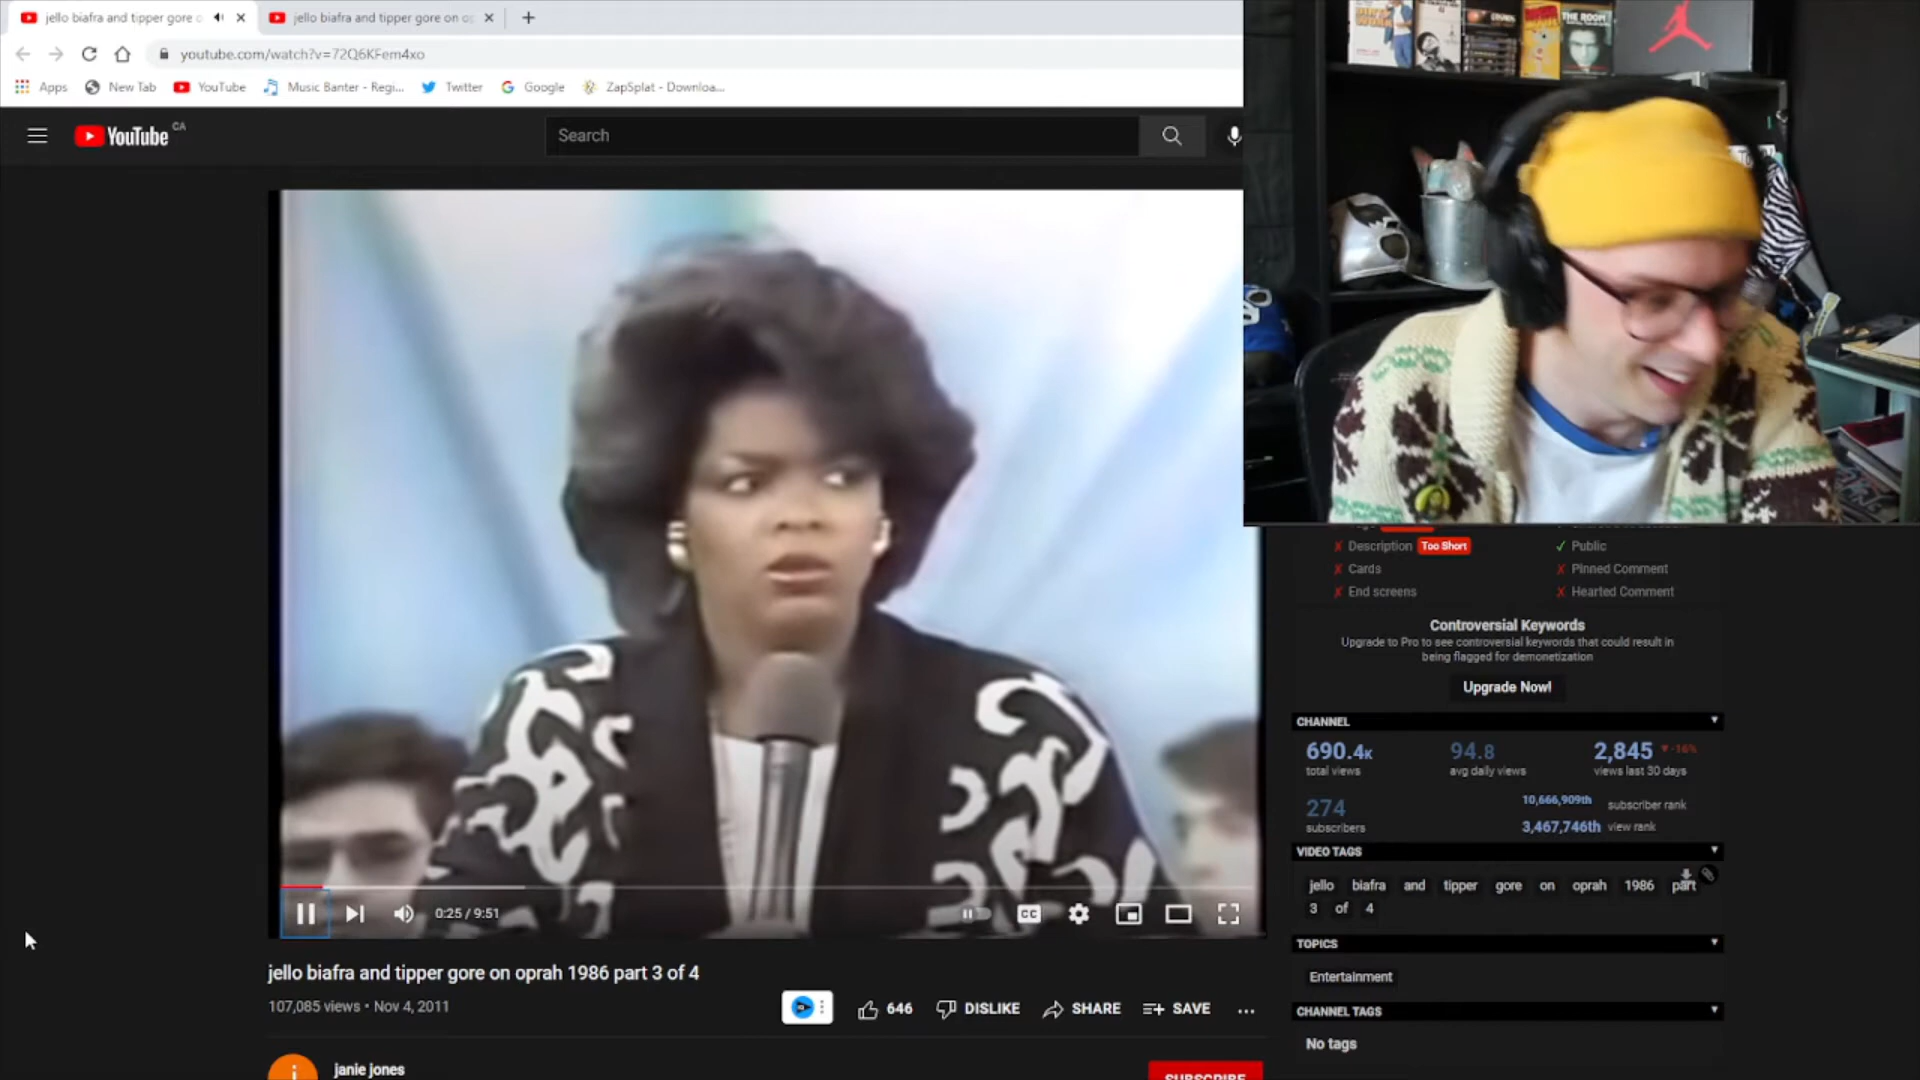 jello biafra and tipper gore o
jello biafra and tipper gore on o
youtube.com/watch?v=72Q6KFem4xo
Apps
New Tab
YouTube
Music Banter - Regi...
Twitter
Google
ZapSplat - Downloa...
YouTube CA
Search
THE ROOM
0:25 / 9:51
CC
jello biafra and tipper gore on oprah 1986 part 3 of 4
107,085 views • Nov 4, 2011
646
DISLIKE
SHARE
SAVE
janie jones
SUBSCRIBE
✗ Description Too Short
✓ Public
✗ Cards
✗ Pinned Comment
✗ End screens
✗ Hearted Comment
Controversial Keywords
Upgrade to Pro to see controversial keywords that could result in
being flagged for demonetization
Upgrade Now!
CHANNEL
690.4k
total views
94.8
avg daily views
2,845 ▼-16%
views last 30 days
274
subscribers
10,666,909th subscriber rank
3,467,746th view rank
VIDEO TAGS
jello biafra and tipper gore on oprah 1986 part
3 of 4
TOPICS
Entertainment
CHANNEL TAGS
No tags